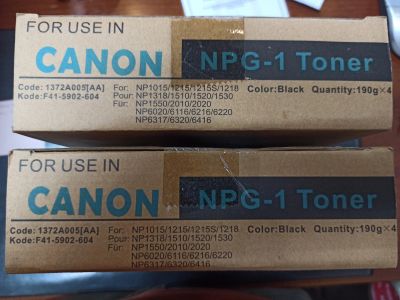 FOR USE IN
CANON NPG-1 Toner
Code: 1372A005[AA] For: NP1015/1215/1215S/1218 Color:Black Quantity:190g×4
Kode:F41-5902-604 Pour: NP1318/1510/1520/1530
Für: NP1550/2010/2020
NP6020/6116/6216/6220
NP6317/6320/6416
FOR USE IN
CANON NPG-1 Toner
Code: 1372A005[AA] For: NP1015/1215/1215S/1218 Color:Black Quantity:190g×4
Kode:F41-5902-604 Pour: NP1318/1510/1520/1530
Für: NP1550/2010/2020
NP6020/6116/6216/6220
NP6317/6320/6416